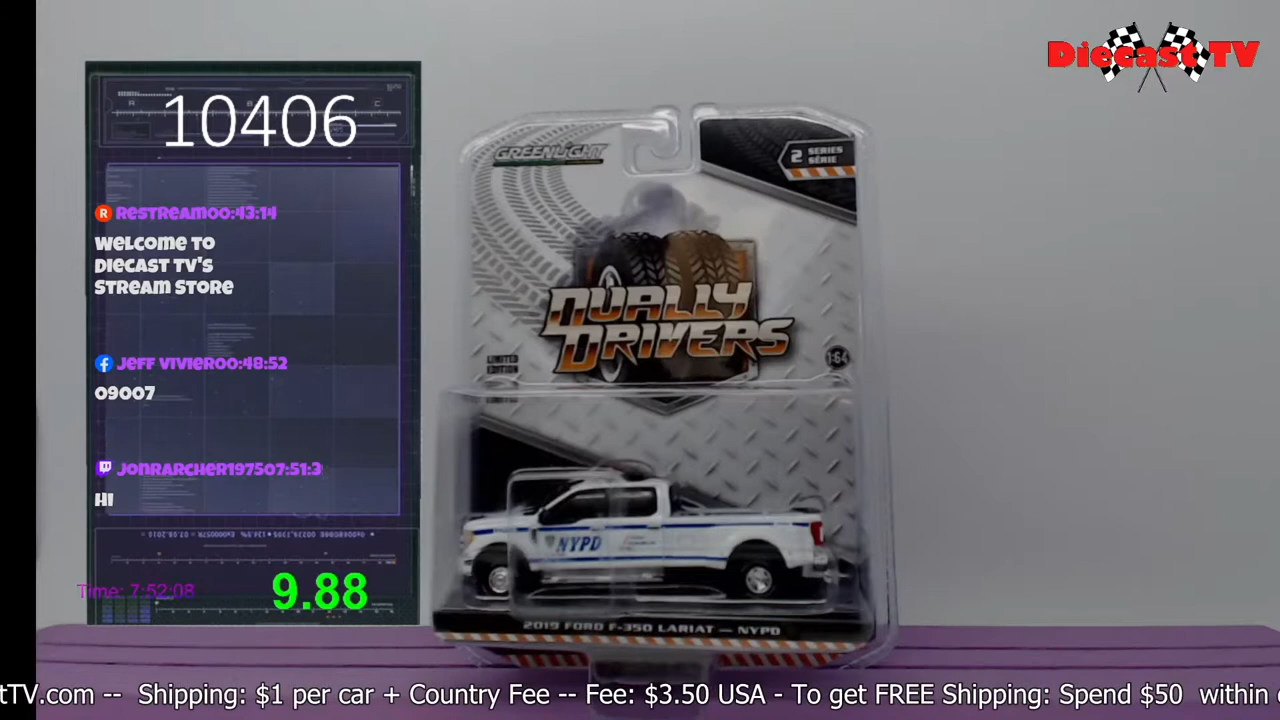 Diecast TV
10406
Restream00:43:14
Welcome to
Diecast TV's
Stream Store
Jeff Vivier00:48:52
09007
JonRArcher197507:51:3
HI
Time: 7:52:08
9.88
GREENLIGHT
2 SERIES
SÉRIE
DUALLY
DRIVERS
LIMITED
EDITION
1:64
NYPD
2019 FORD F-350 LARIAT — NYPD
tTV.com -- Shipping: $1 per car + Country Fee -- Fee: $3.50 USA - To get FREE Shipping: Spend $50 within